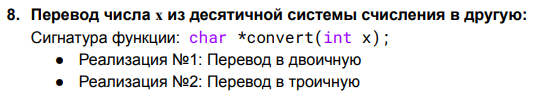 8. Перевод числа x из десятичной системы счисления в другую:
Сигнатура функции: char *convert(int x);
● Реализация №1: Перевод в двоичную
● Реализация №2: Перевод в троичную